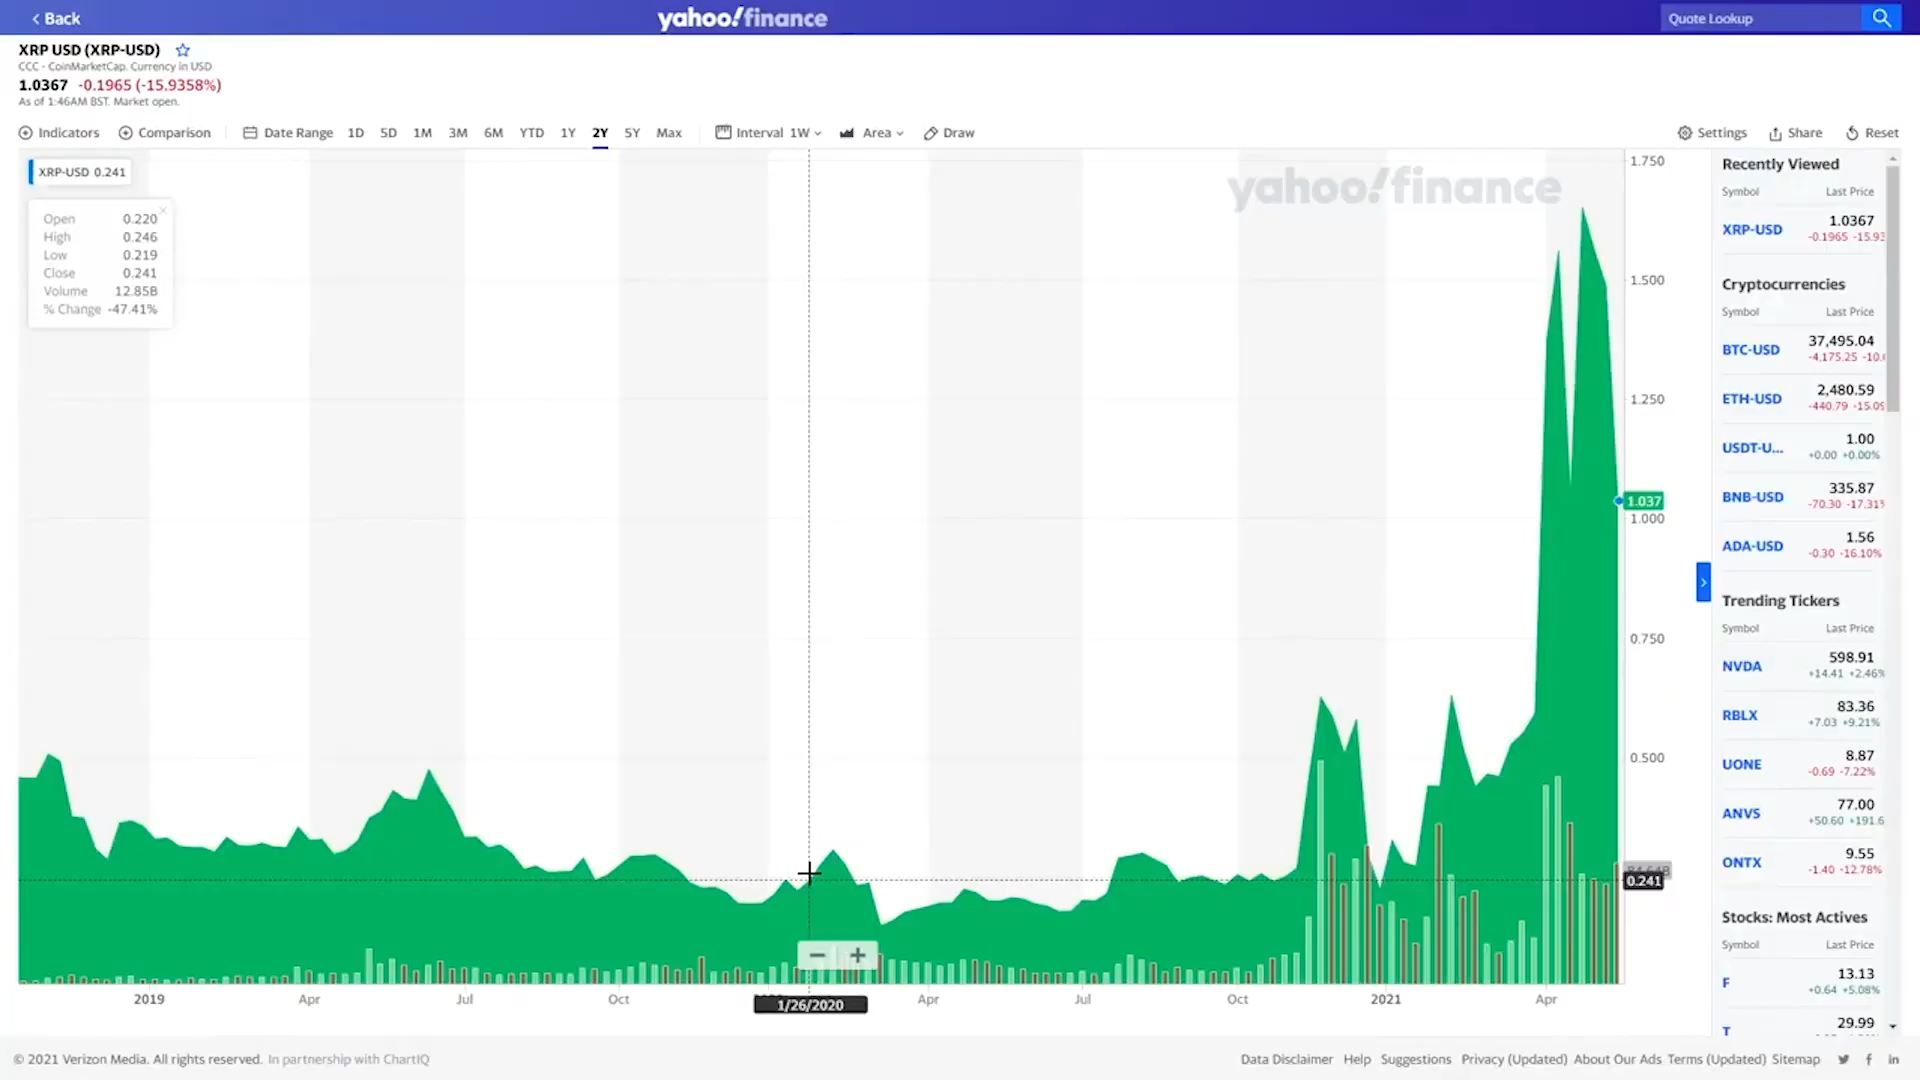 Back
yahoo!finance
Quote Lookup
XRP USD (XRP-USD)
CCC - CoinMarketCap. Currency in USD
1.0367 -0.1965 (-15.9358%)
As of 1:46AM BST. Market open.
Indicators Comparison Date Range 1D 5D 1M 3M 6M YTD 1Y 2Y 5Y Max Interval 1W Area Draw Settings Share Reset
XRP-USD 0.241
Open 0.220
High 0.246
Low 0.219
Close 0.241
Volume 12.85B
% Change -47.41%
yahoo!finance
1.750
1.500
1.250
1.037
1.000
0.750
0.500
0.241
2019 Apr Jul Oct 1/26/2020 Apr Jul Oct 2021 Apr
Recently Viewed
Symbol Last Price
XRP-USD 1.0367
-0.1965 -15.93
Cryptocurrencies
Symbol Last Price
BTC-USD 37,495.04
-4,175.25 -10.
ETH-USD 2,480.59
-440.79 -15.09
USDT-U... 1.00
+0.00 +0.00%
BNB-USD 335.87
-70.30 -17.31%
ADA-USD 1.56
-0.30 -16.10%
Trending Tickers
Symbol Last Price
NVDA 598.91
+14.41 +2.46%
RBLX 83.36
+7.03 +9.21%
UONE 8.87
-0.69 -7.22%
ANVS 77.00
+50.60 +191.6
ONTX 9.55
-1.40 -12.78%
Stocks: Most Actives
Symbol Last Price
F 13.13
+0.64 +5.08%
T 29.99
© 2021 Verizon Media. All rights reserved. In partnership with ChartIQ
Data Disclaimer Help Suggestions Privacy (Updated) About Our Ads Terms (Updated) Sitemap